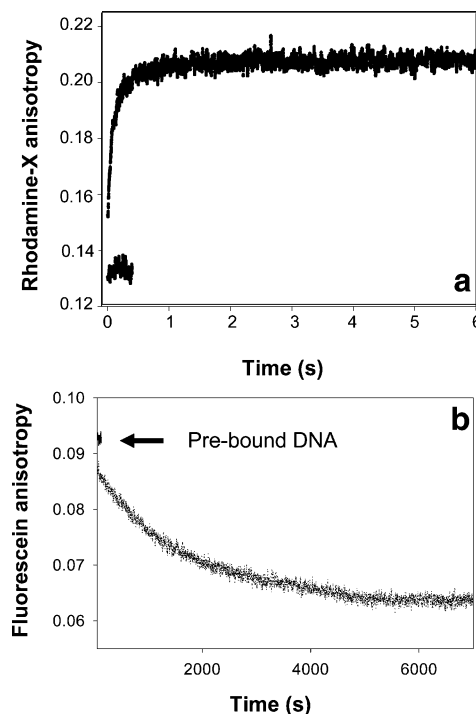 0.22
0.20
0.18
0.16
0.14
0.12
Rhodamine-X anisotropy
a
0 1 2 3 4 5 6
Time (s)
0.10
0.09
0.08
0.07
0.06
Fluorescein anisotropy
b
Pre-bound DNA
2000 4000 6000
Time (s)